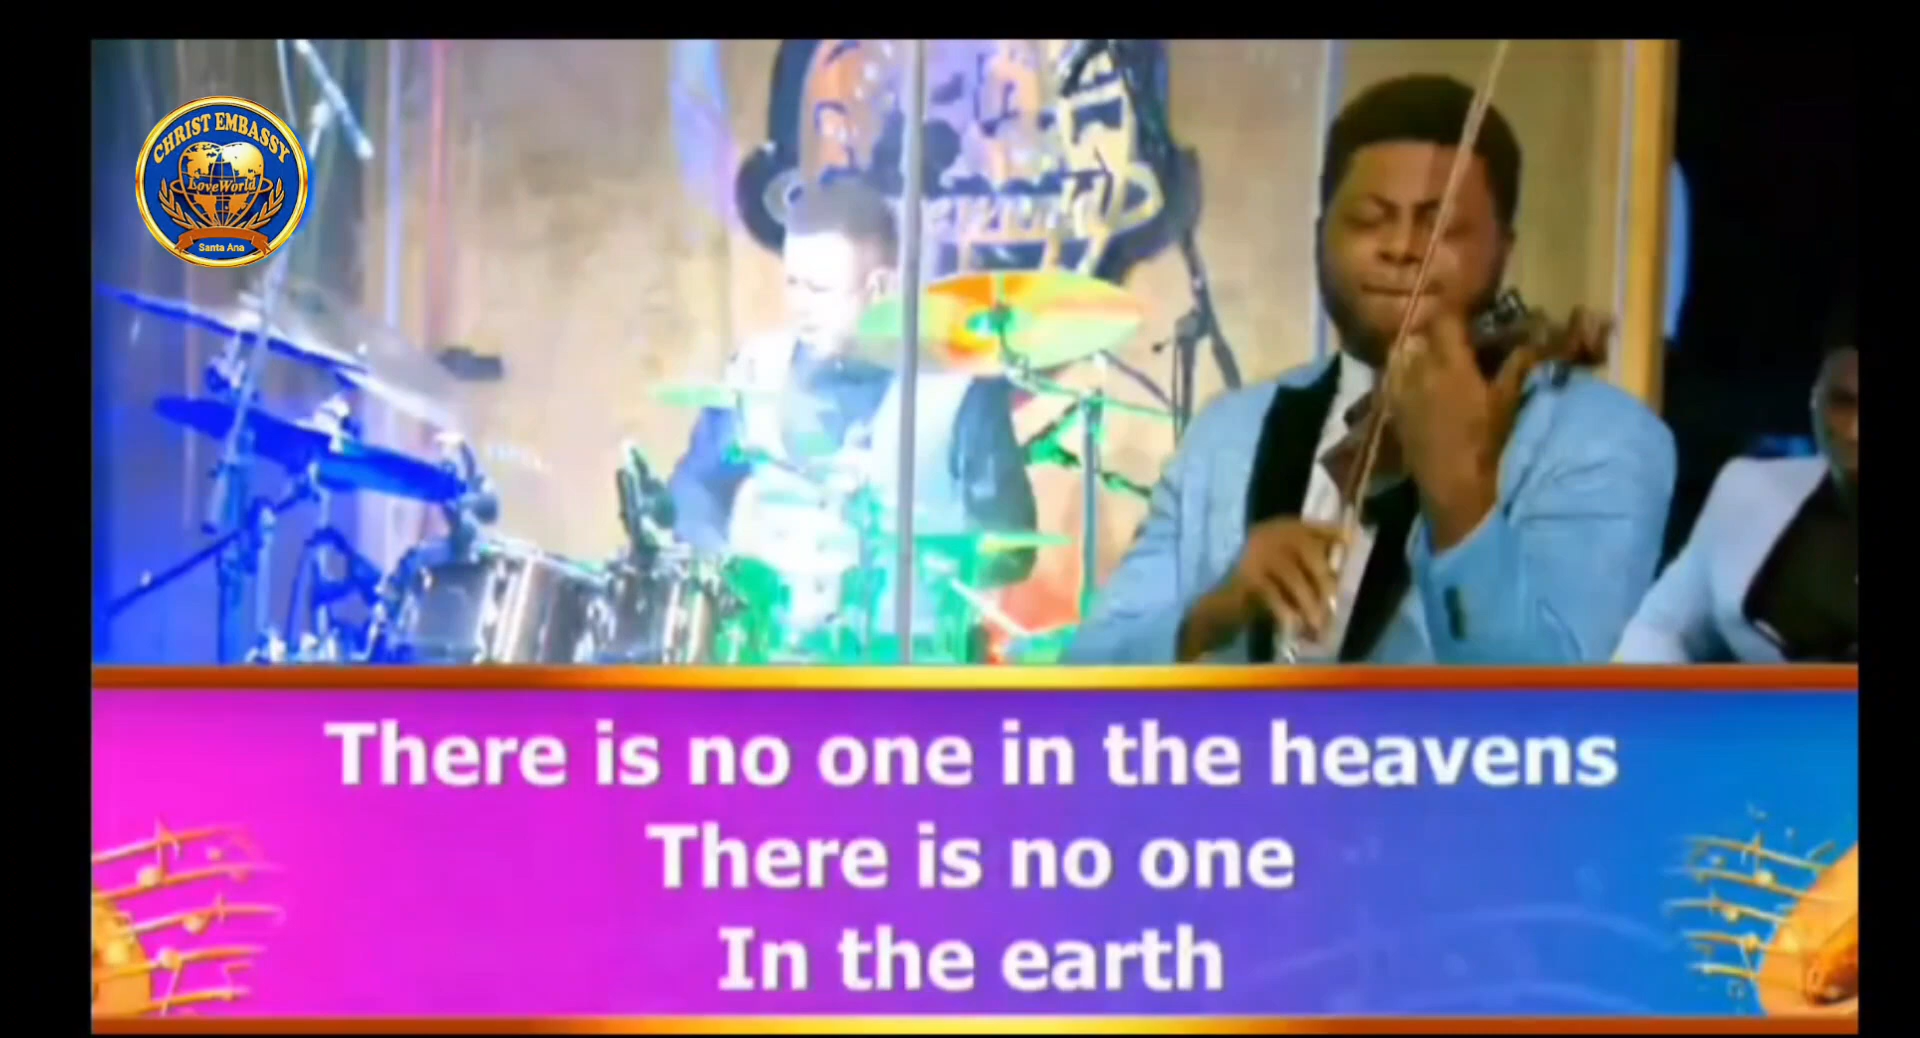 CHRIST EMBASSY
LoveWorld
Santa Ana
There is no one in the heavens
There is no one
In the earth